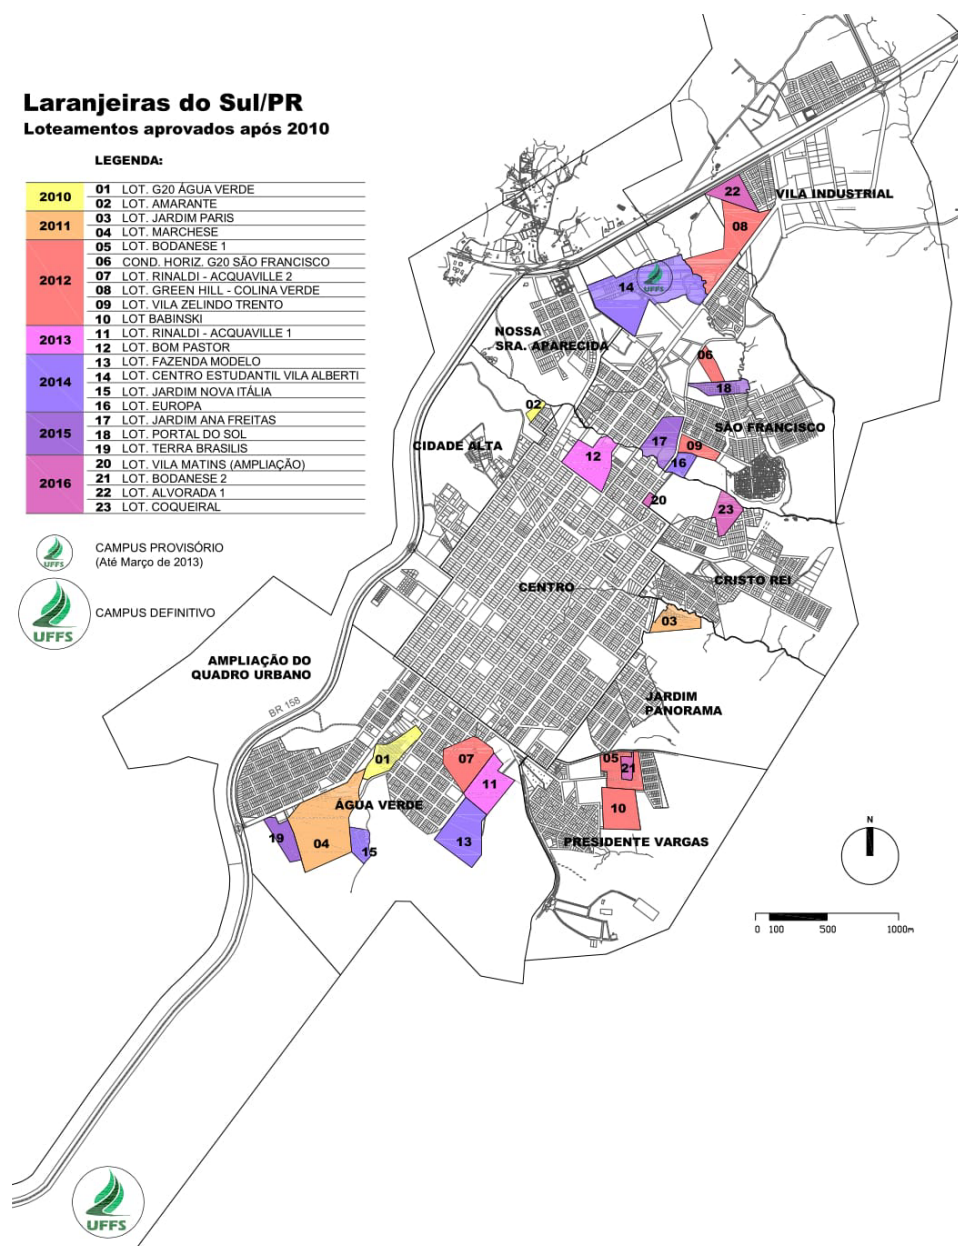 Laranjeiras do Sul/PR
Loteamentos aprovados após 2010
LEGENDA:
2010
01 LOT. G20 ÁGUA VERDE
02 LOT. AMARANTE
2011
03 LOT. JARDIM PARIS
04 LOT. MARCHESE
2012
05 LOT. BODANESE 1
06 COND. HORIZ. G20 SÃO FRANCISCO
07 LOT. RINALDI - ACQUAVILLE 2
08 LOT. GREEN HILL - COLINA VERDE
09 LOT. VILA ZELINDO TRENTO
10 LOT BABINSKI
2013
11 LOT. RINALDI - ACQUAVILLE 1
12 LOT. BOM PASTOR
2014
13 LOT. FAZENDA MODELO
14 LOT. CENTRO ESTUDANTIL VILA ALBERTI
15 LOT. JARDIM NOVA ITÁLIA
16 LOT. EUROPA
2015
17 LOT. JARDIM ANA FREITAS
18 LOT. PORTAL DO SOL
19 LOT. TERRA BRASILIS
2016
20 LOT. VILA MATINS (AMPLIAÇÃO)
21 LOT. BODANESE 2
22 LOT. ALVORADA 1
23 LOT. COQUEIRAL
UFFS
CAMPUS PROVISÓRIO
(Até Março de 2013)
UFFS
CAMPUS DEFINITIVO
22
VILA INDUSTRIAL
08
14
UFFS
NOSSA
SRA. APARECIDA
06
18
02
CIDADE ALTA
SÃO FRANCISCO
17
09
12
16
20
23
CENTRO
CRISTO REI
03
AMPLIAÇÃO DO
QUADRO URBANO
BR 158
JARDIM
PANORAMA
01
07
05
21
11
ÁGUA VERDE
10
19
04
15
13
PRESIDENTE VARGAS
N
0 100 500 1000m
UFFS